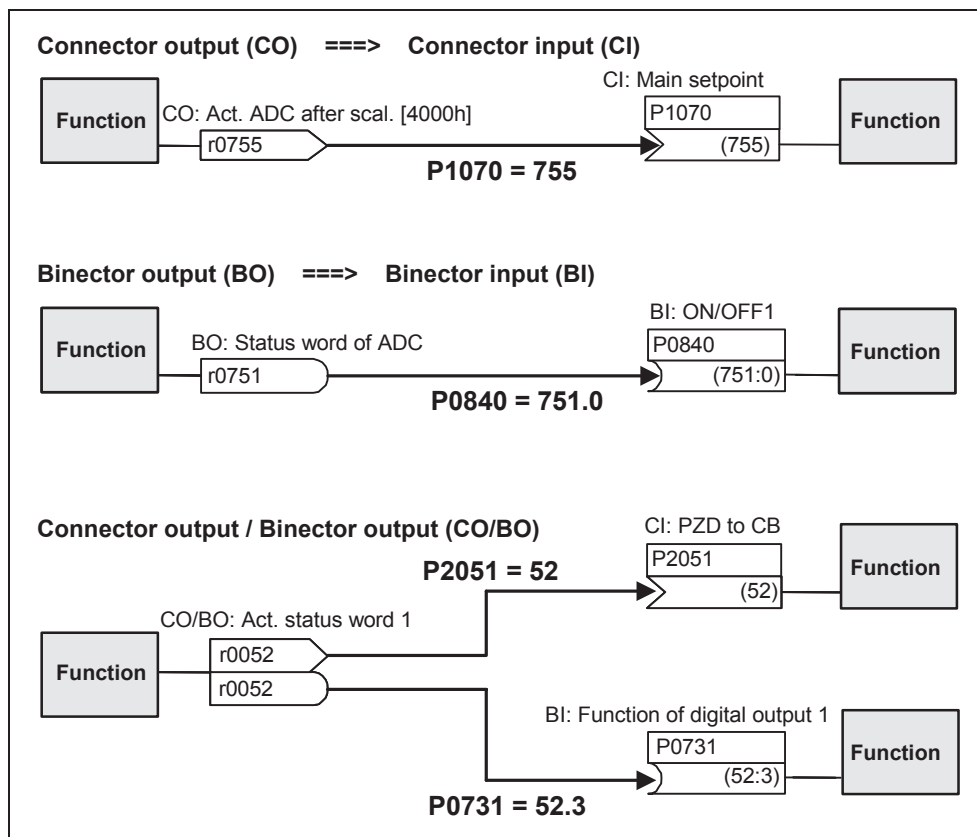 Connector output (CO) ===> Connector input (CI)
CI: Main setpoint
Function
CO: Act. ADC after scal. [4000h]
r0755
P1070
(755)
Function
P1070 = 755
Binector output (BO) ===> Binector input (BI)
BI: ON/OFF1
Function
BO: Status word of ADC
r0751
P0840
(751:0)
Function
P0840 = 751.0
Connector output / Binector output (CO/BO)
CI: PZD to CB
P2051 = 52
P2051
(52)
Function
CO/BO: Act. status word 1
Function
r0052
r0052
BI: Function of digital output 1
P0731
(52:3)
Function
P0731 = 52.3